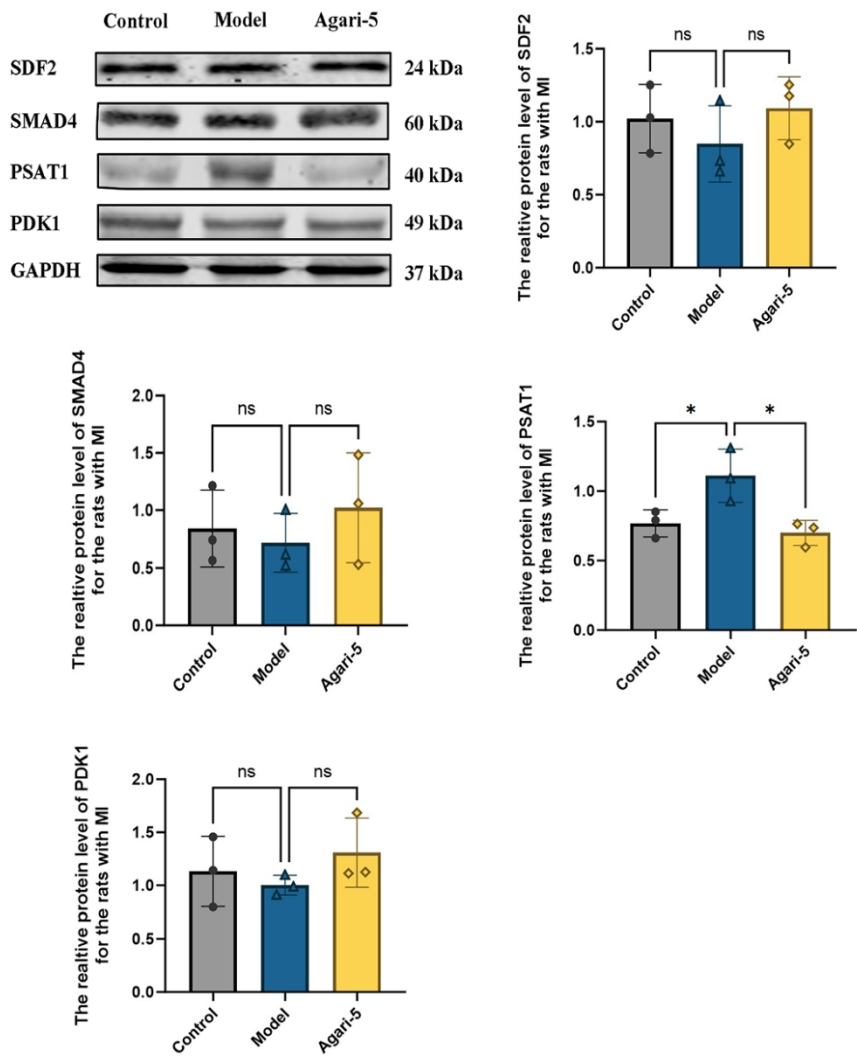 Control Model Agari-5
SDF2 24 kDa
SMAD4 60 kDa
PSAT1 40 kDa
PDK1 49 kDa
GAPDH 37 kDa
The realtive protein level of SDF2
for the rats with MI
1.5
1.0
0.5
0.0
ns ns
Control Model Agari-5
The realtive protein level of SMAD4
for the rats with MI
2.0
1.5
1.0
0.5
0.0
ns ns
Control Model Agari-5
The realtive protein level of PSAT1
for the rats with MI
1.5
1.0
0.5
0.0
* *
Control Model Agari-5
The realtive protein level of PDK1
for the rats with MI
2.0
1.5
1.0
0.5
0.0
ns ns
Control Model Agari-5